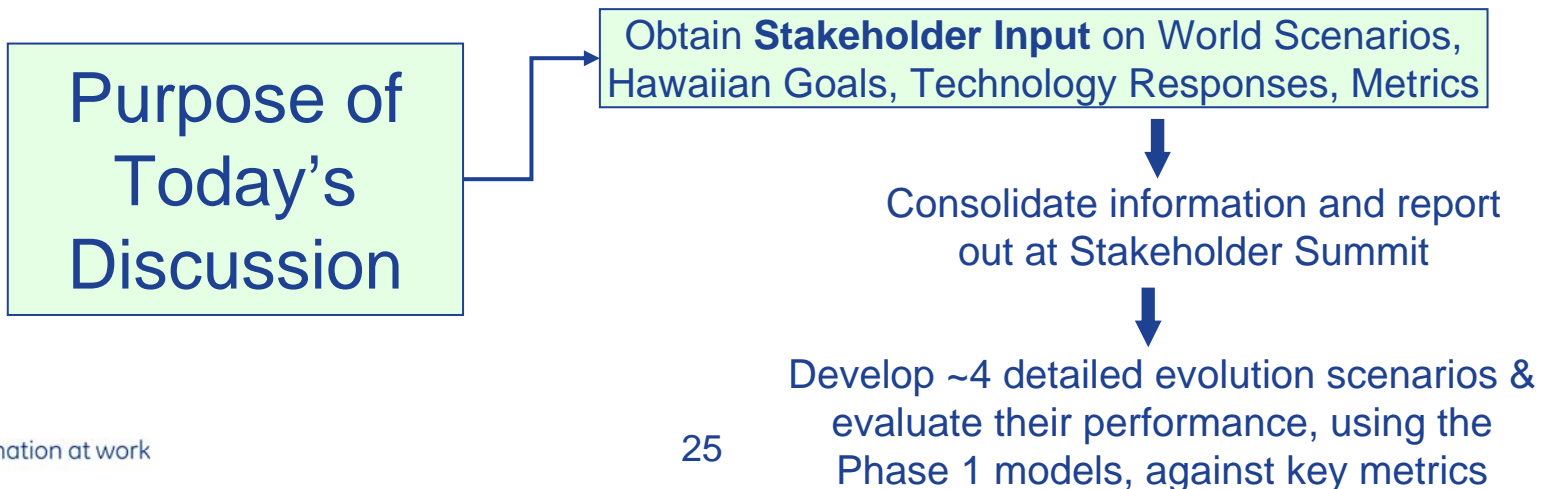 Purpose of
Today's
Discussion
Obtain Stakeholder Input on World Scenarios,
Hawaiian Goals, Technology Responses, Metrics
Consolidate information and report
out at Stakeholder Summit
Develop ~4 detailed evolution scenarios &
evaluate their performance, using the
Phase 1 models, against key metrics
at work
25